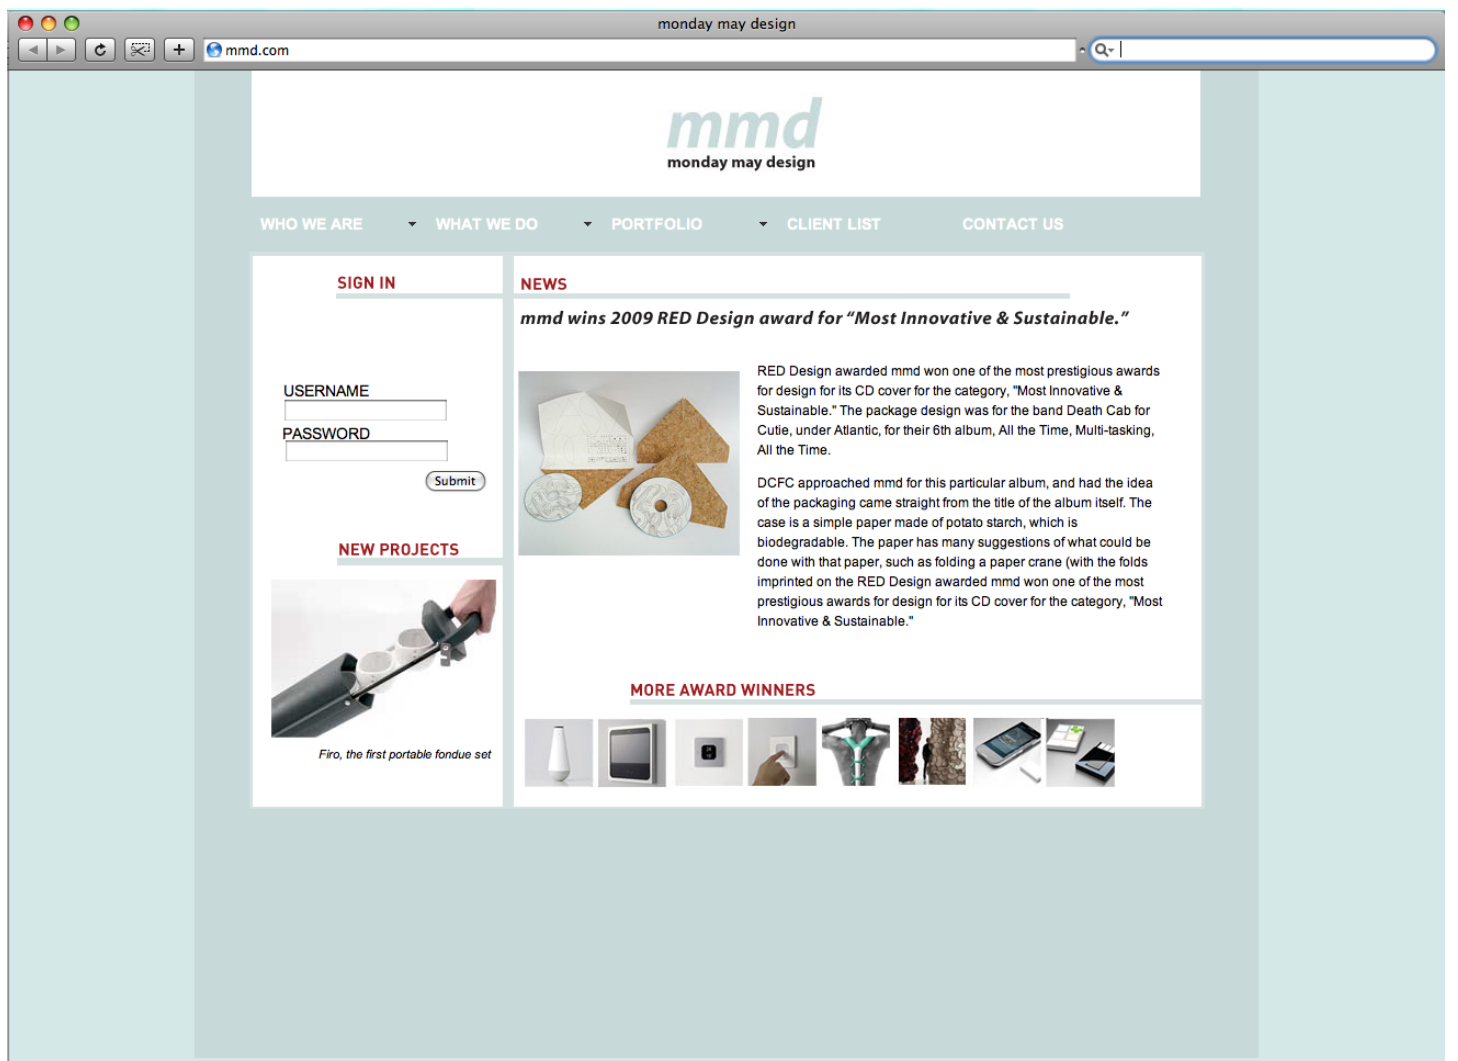 monday may design
mmd.com
mmd
monday may design
WHO WE ARE
WHAT WE DO
PORTFOLIO
CLIENT LIST
CONTACT US
SIGN IN
USERNAME
PASSWORD
Submit
NEW PROJECTS
Firo, the first portable fondue set
NEWS
mmd wins 2009 RED Design award for “Most Innovative & Sustainable.”
RED Design awarded mmd won one of the most prestigious awards
for design for its CD cover for the category, "Most Innovative &
Sustainable." The package design was for the band Death Cab for
Cutie, under Atlantic, for their 6th album, All the Time, Multi-tasking,
All the Time.
DCFC approached mmd for this particular album, and had the idea
of the packaging came straight from the title of the album itself. The
case is a simple paper made of potato starch, which is
biodegradable. The paper has many suggestions of what could be
done with that paper, such as folding a paper crane (with the folds
imprinted on the RED Design awarded mmd won one of the most
prestigious awards for design for its CD cover for the category, "Most
Innovative & Sustainable."
MORE AWARD WINNERS